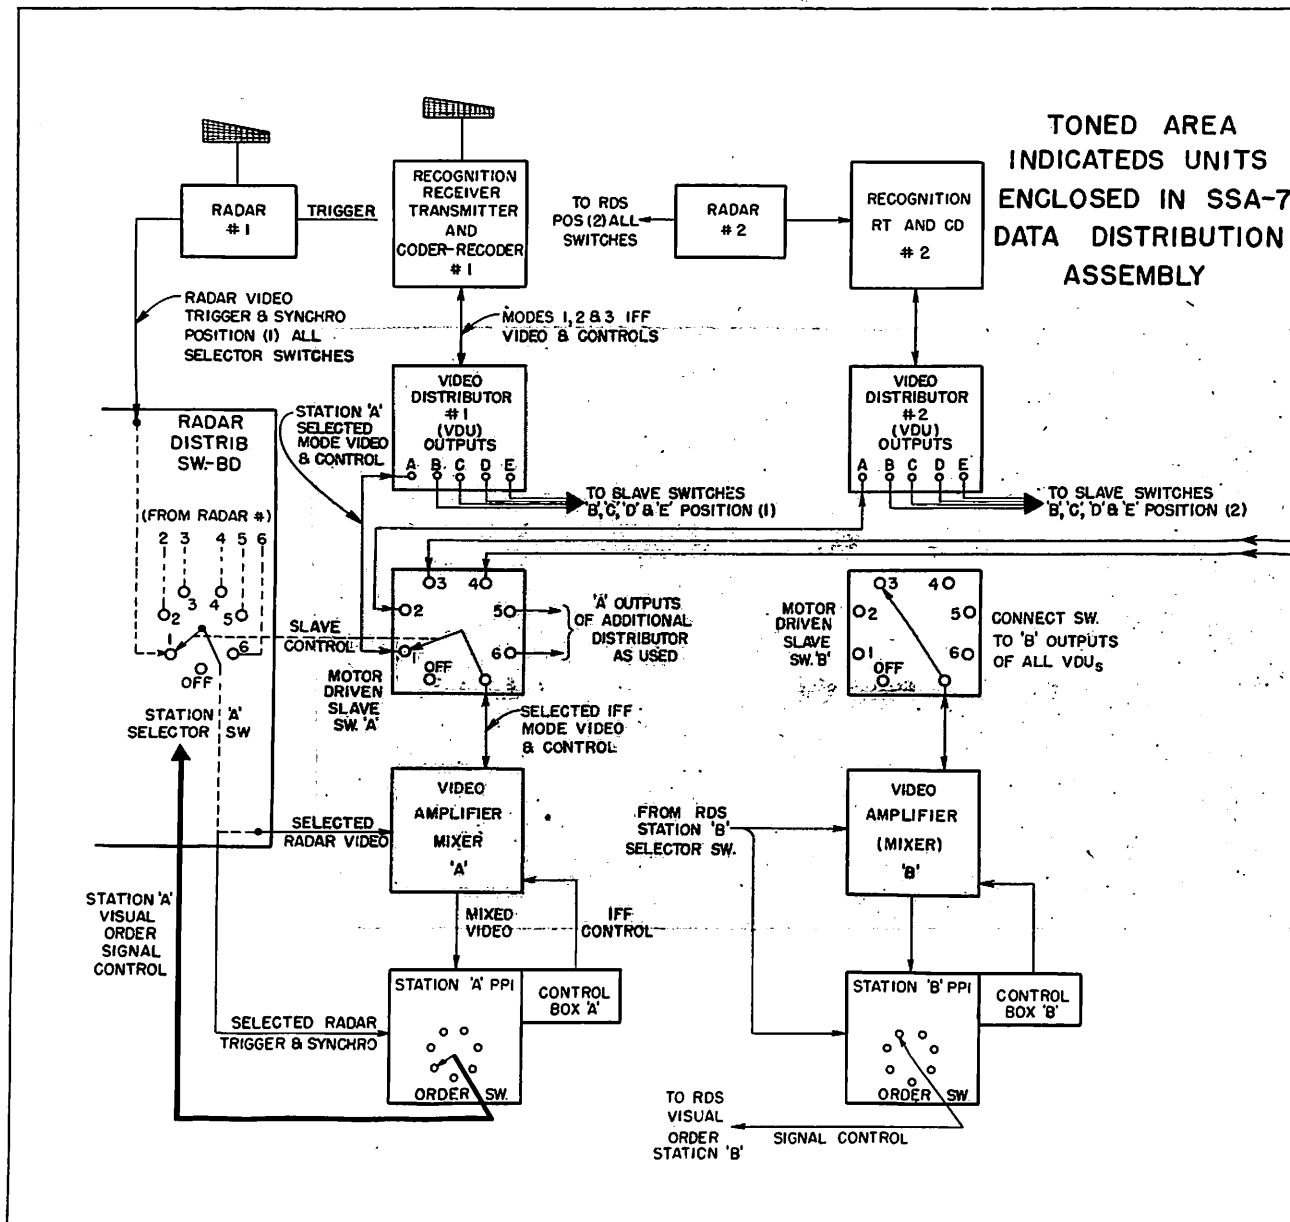 TONED AREA
INDICATEDS UNITS
ENCLOSED IN SSA-7
DATA DISTRIBUTION
ASSEMBLY
RADAR
#1
TRIGGER
RECOGNITION
RECEIVER
TRANSMITTER
AND
CODER-RECODER
#1
TO RDS
POS (2) ALL
SWITCHES
RADAR
#2
RECOGNITION
RT AND CD
#2
RADAR VIDEO
TRIGGER & SYNCHRO
POSITION (1) ALL
SELECTOR SWITCHES
MODES 1, 2 & 3 IFF
VIDEO & CONTROLS
STATION 'A'
SELECTED
MODE VIDEO
& CONTROL
VIDEO
DISTRIBUTOR
#1
(VDU)
OUTPUTS
A B C D E
VIDEO
DISTRIBUTOR
#2
(VDU)
OUTPUTS
A B C D E
TO SLAVE SWITCHES
'B', 'C', 'D' & 'E' POSITION (1)
TO SLAVE SWITCHES
'B', 'C', 'D' & 'E' POSITION (2)
RADAR
DISTRIB
SW.-BD
(FROM RADAR #)
2 3 4 5 6
3
4
2
5
1
6
OFF
STATION 'A'
SELECTOR SW
SLAVE
CONTROL
MOTOR
DRIVEN
SLAVE
SW. 'A'
3
4
2
5
1
6
OFF
'A' OUTPUTS
OF ADDITIONAL
DISTRIBUTOR
AS USED
MOTOR
DRIVEN
SLAVE
SW. 'B'
3
4
2
5
1
6
OFF
CONNECT SW.
TO 'B' OUTPUTS
OF ALL VDUs
SELECTED IFF
MODE VIDEO
& CONTROL
SELECTED
RADAR VIDEO
VIDEO
AMPLIFIER
MIXER
'A'
FROM RDS
STATION 'B'
SELECTOR SW.
VIDEO
AMPLIFIER
(MIXER)
'B'
STATION 'A'
VISUAL
ORDER
SIGNAL
CONTROL
MIXED
VIDEO
IFF
CONTROL
STATION 'A' PPI
ORDER SW.
CONTROL
BOX 'A'
SELECTED RADAR
TRIGGER & SYNCHRO
STATION 'B' PPI
ORDER SW.
CONTROL
BOX 'B'
TO RDS
VISUAL
ORDER
STATION 'B'
SIGNAL CONTROL